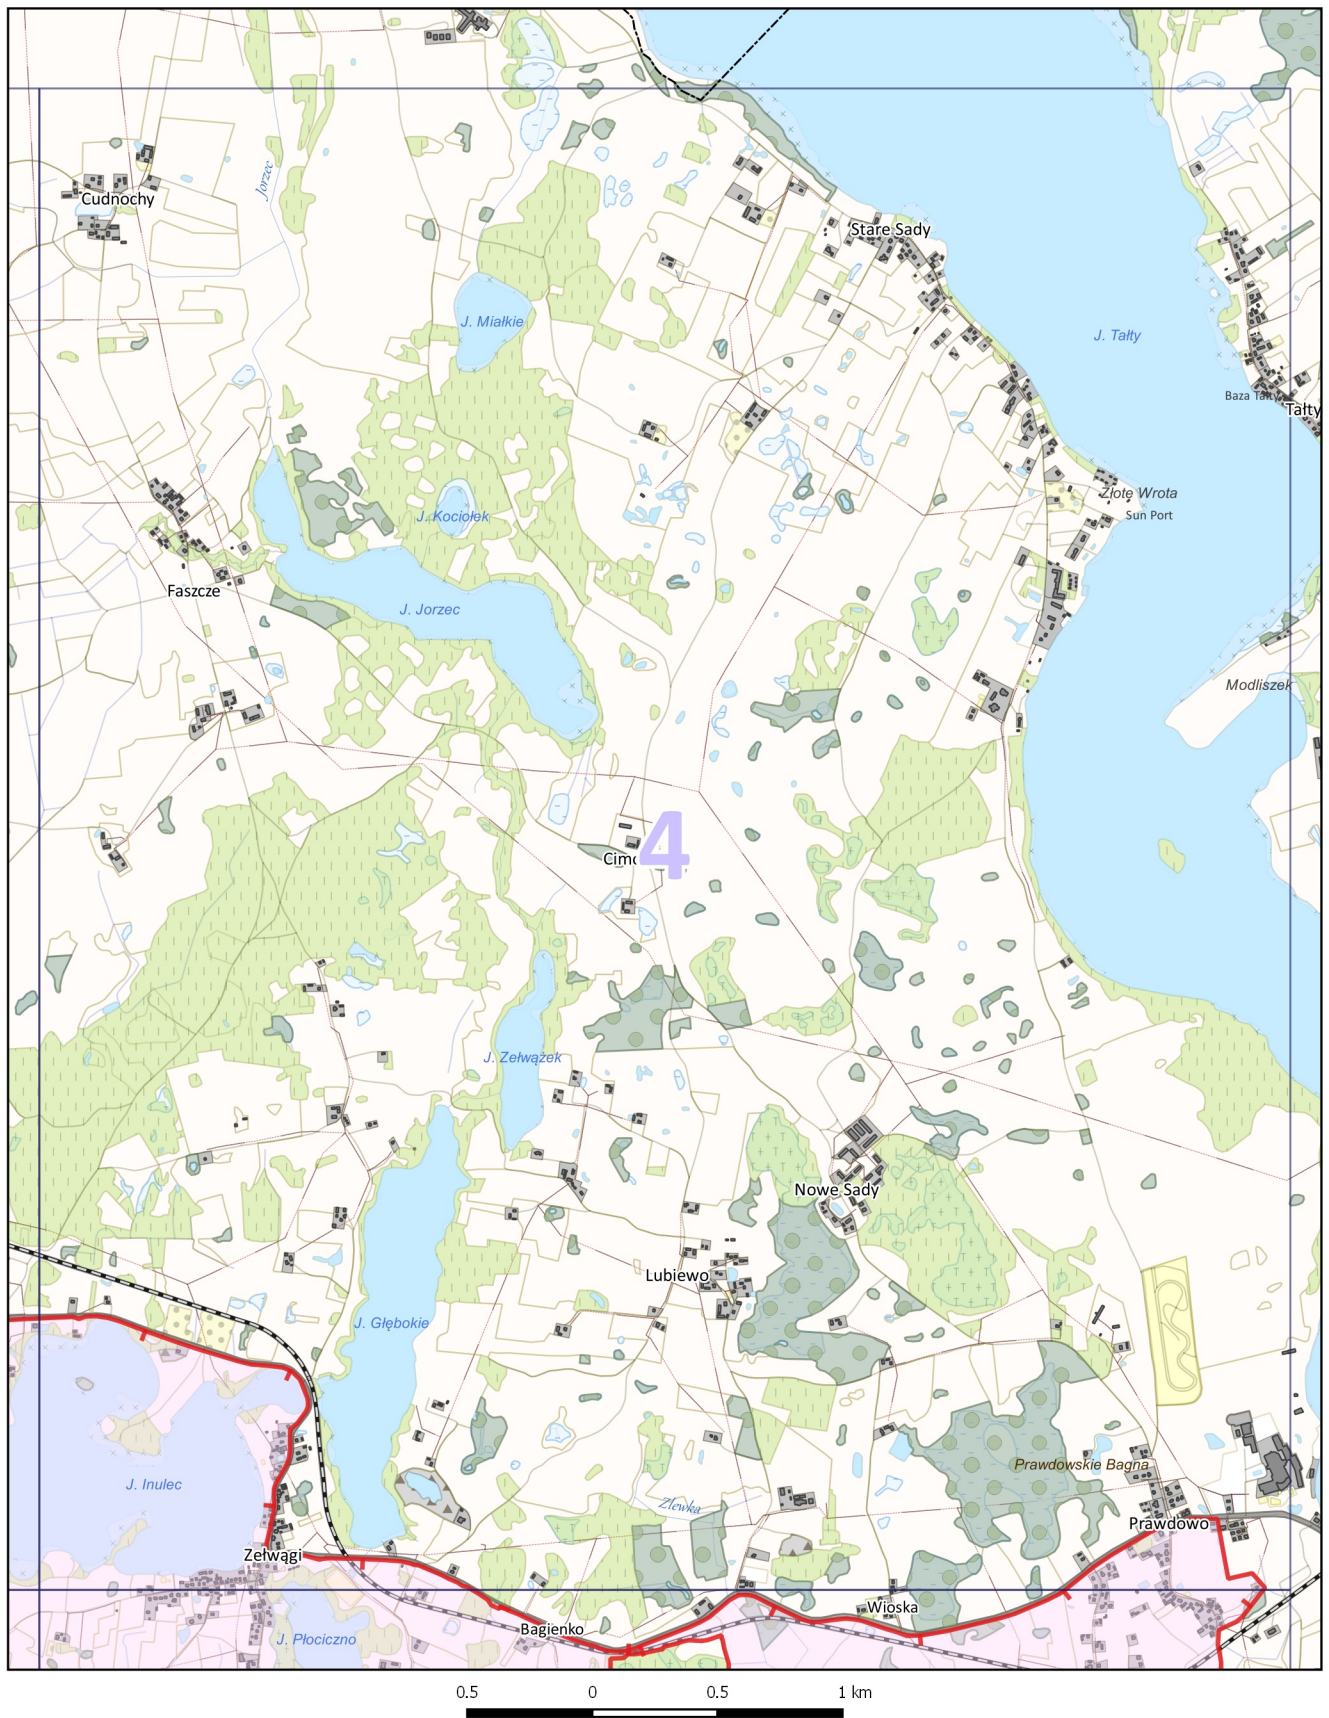 Jorzec
Cudnochy
Stare Sady
J. Miałkie
J. Tałty
Baza Tałty
Tałty
Złote Wrota
J. Kociołek
Sun Port
Faszcze
J. Jorzec
Modliszek
4
J. Zełwążek
Nowe Sady
Lubiewo
J. Głębokie
Prawdowskie Bagna
J. Inulec
Zlewka
Prawdowo
Zełwągi
Wioska
Bagienko
J. Płociczno
0.5 0 0.5 1 km